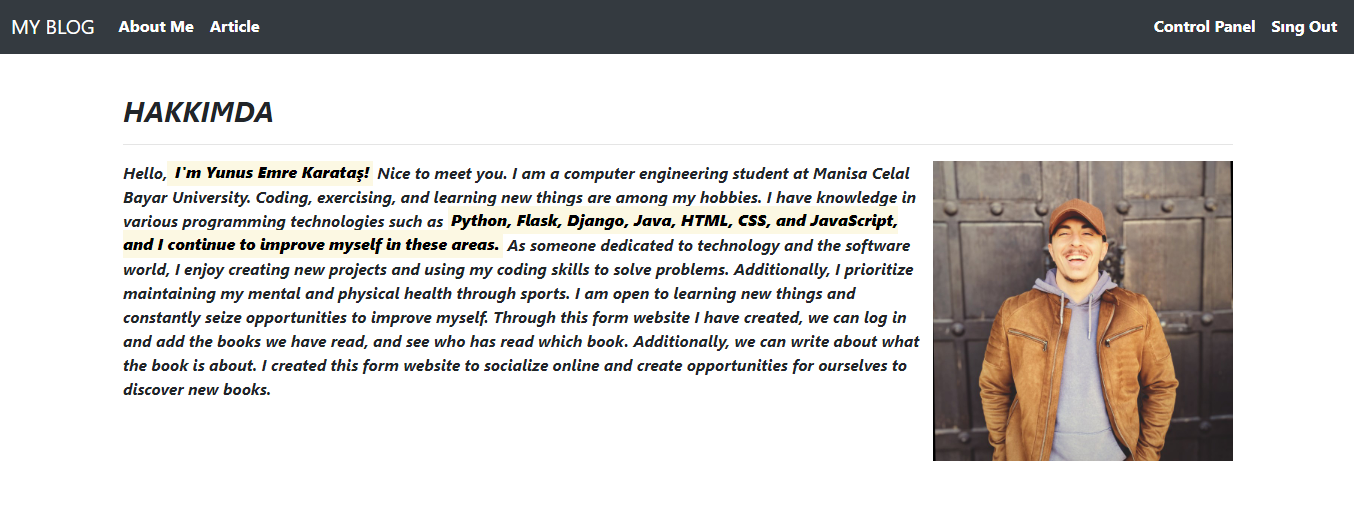 MY BLOG About Me Article Control Panel Sıng Out
HAKKIMDA
Hello, I'm Yunus Emre Karataş! Nice to meet you. I am a computer engineering student at Manisa Celal
Bayar University. Coding, exercising, and learning new things are among my hobbies. I have knowledge in
various programming technologies such as Python, Flask, Django, Java, HTML, CSS, and JavaScript,
and I continue to improve myself in these areas. As someone dedicated to technology and the software
world, I enjoy creating new projects and using my coding skills to solve problems. Additionally, I prioritize
maintaining my mental and physical health through sports. I am open to learning new things and
constantly seize opportunities to improve myself. Through this form website I have created, we can log in
and add the books we have read, and see who has read which book. Additionally, we can write about what
the book is about. I created this form website to socialize online and create opportunities for ourselves to
discover new books.